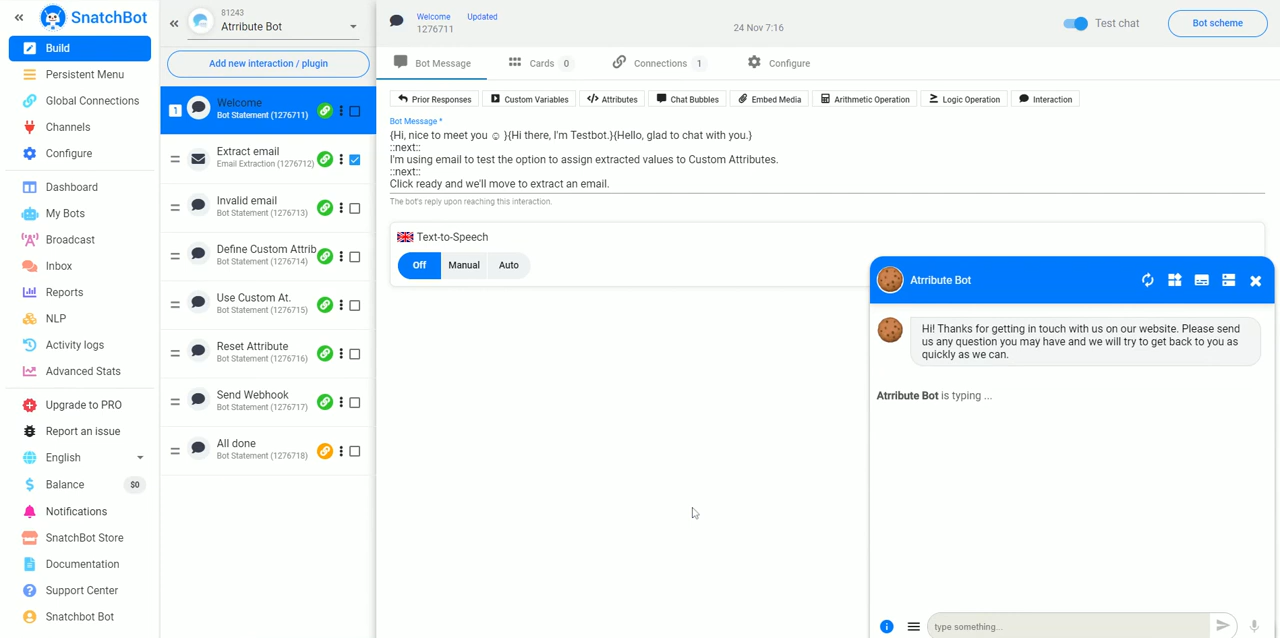 SnatchBot
Build
Persistent Menu
Global Connections
Channels
Configure
Dashboard
My Bots
Broadcast
Inbox
Reports
NLP
Activity logs
Advanced Stats
Upgrade to PRO
Report an issue
English
Balance $0
Notifications
SnatchBot Store
Documentation
Support Center
Snatchbot Bot
81243
Atrribute Bot
Add new interaction / plugin
1
Welcome
Bot Statement (1276711)
Extract email
Email Extraction (1276712)
Invalid email
Bot Statement (1276713)
Define Custom Attrib
Bot Statement (1276714)
Use Custom At.
Bot Statement (1276715)
Reset Attribute
Bot Statement (1276716)
Send Webhook
Bot Statement (1276717)
All done
Bot Statement (1276718)
Welcome Updated
1276711
24 Nov 7:16
Test chat
Bot scheme
Bot Message Cards 0 Connections 1 Configure
Prior Responses Custom Variables Attributes Chat Bubbles Embed Media Arithmetic Operation Logic Operation Interaction
Bot Message *
{Hi, nice to meet you ☺ }{Hi there, I'm Testbot.}{Hello, glad to chat with you.}
::next::
I'm using email to test the option to assign extracted values to Custom Attributes.
::next::
Click ready and we'll move to extract an email.
The bot's reply upon reaching this interaction.
Text-to-Speech
Off Manual Auto
Atrribute Bot
Hi! Thanks for getting in touch with us on our website. Please send
us any question you may have and we will try to get back to you as
quickly as we can.
Atrribute Bot is typing ...
type something...